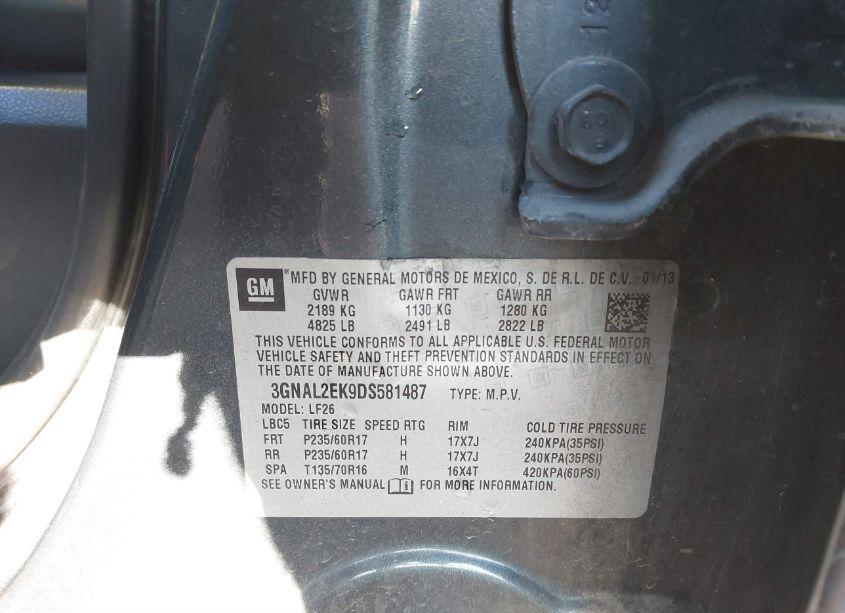 12
60
GM
MFD BY GENERAL MOTORS DE MEXICO, S. DE R.L. DE C.V. 01/13
GVWR GAWR FRT GAWR RR
2189 KG 1130 KG 1280 KG
4825 LB 2491 LB 2822 LB
THIS VEHICLE CONFORMS TO ALL APPLICABLE U.S. FEDERAL MOTOR
VEHICLE SAFETY AND THEFT PREVENTION STANDARDS IN EFFECT ON
THE DATE OF MANUFACTURE SHOWN ABOVE.
3GNAL2EK9DS581487 TYPE: M.P.V.
MODEL: LF26
LBC5 TIRE SIZE SPEED RTG RIM COLD TIRE PRESSURE
FRT P235/60R17 H 17X7J 240KPA(35PSI)
RR P235/60R17 H 17X7J 240KPA(35PSI)
SPA T135/70R16 M 16X4T 420KPA(60PSI)
SEE OWNER'S MANUAL FOR MORE INFORMATION.